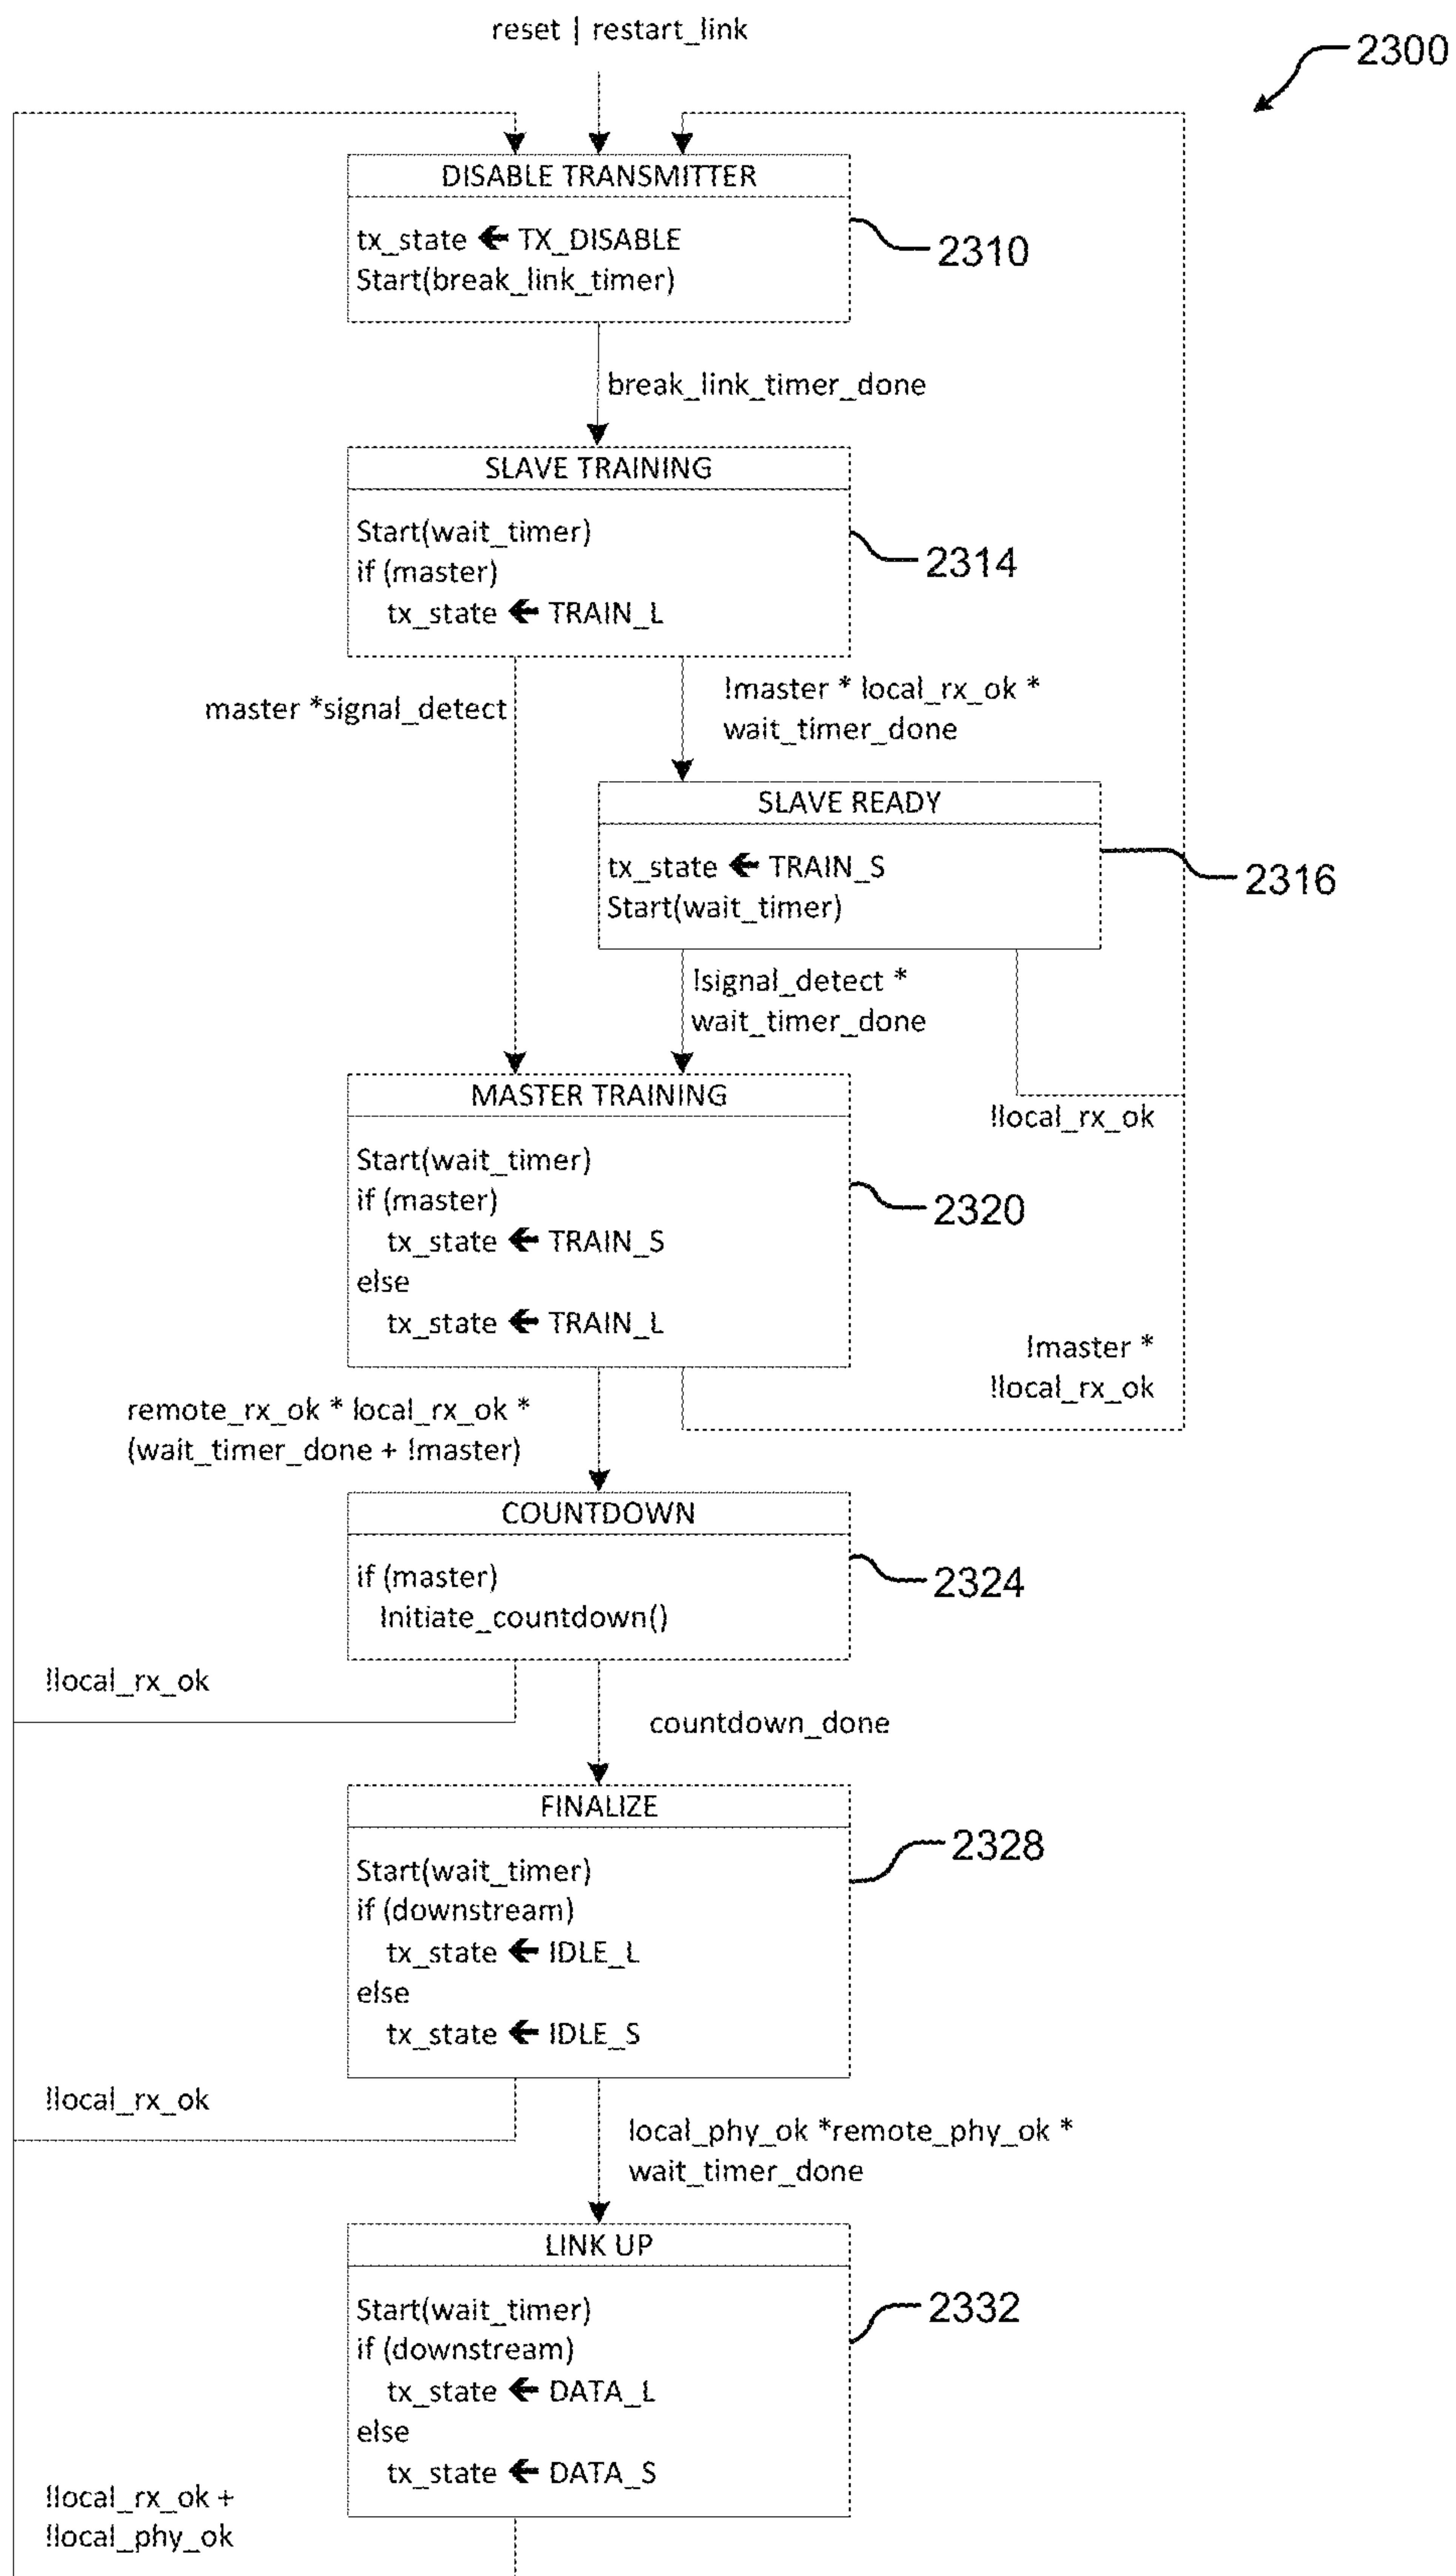 reset | restart_link
2300
DISABLE TRANSMITTER
tx_state ← TX_DISABLE
Start(break_link_timer)
2310
break_link_timer_done
SLAVE TRAINING
Start(wait_timer)
if (master)
tx_state ← TRAIN_L
2314
master *signal_detect
!master * local_rx_ok *
wait_timer_done
SLAVE READY
tx_state ← TRAIN_S
Start(wait_timer)
2316
!signal_detect *
wait_timer_done
!local_rx_ok
MASTER TRAINING
Start(wait_timer)
if (master)
tx_state ← TRAIN_S
else
tx_state ← TRAIN_L
2320
!master *
!local_rx_ok
remote_rx_ok * local_rx_ok *
(wait_timer_done + !master)
COUNTDOWN
if (master)
Initiate_countdown()
2324
!local_rx_ok
countdown_done
FINALIZE
Start(wait_timer)
if (downstream)
tx_state ← IDLE_L
else
tx_state ← IDLE_S
2328
!local_rx_ok
local_phy_ok *remote_phy_ok *
wait_timer_done
LINK UP
Start(wait_timer)
if (downstream)
tx_state ← DATA_L
else
tx_state ← DATA_S
2332
!local_rx_ok +
!local_phy_ok